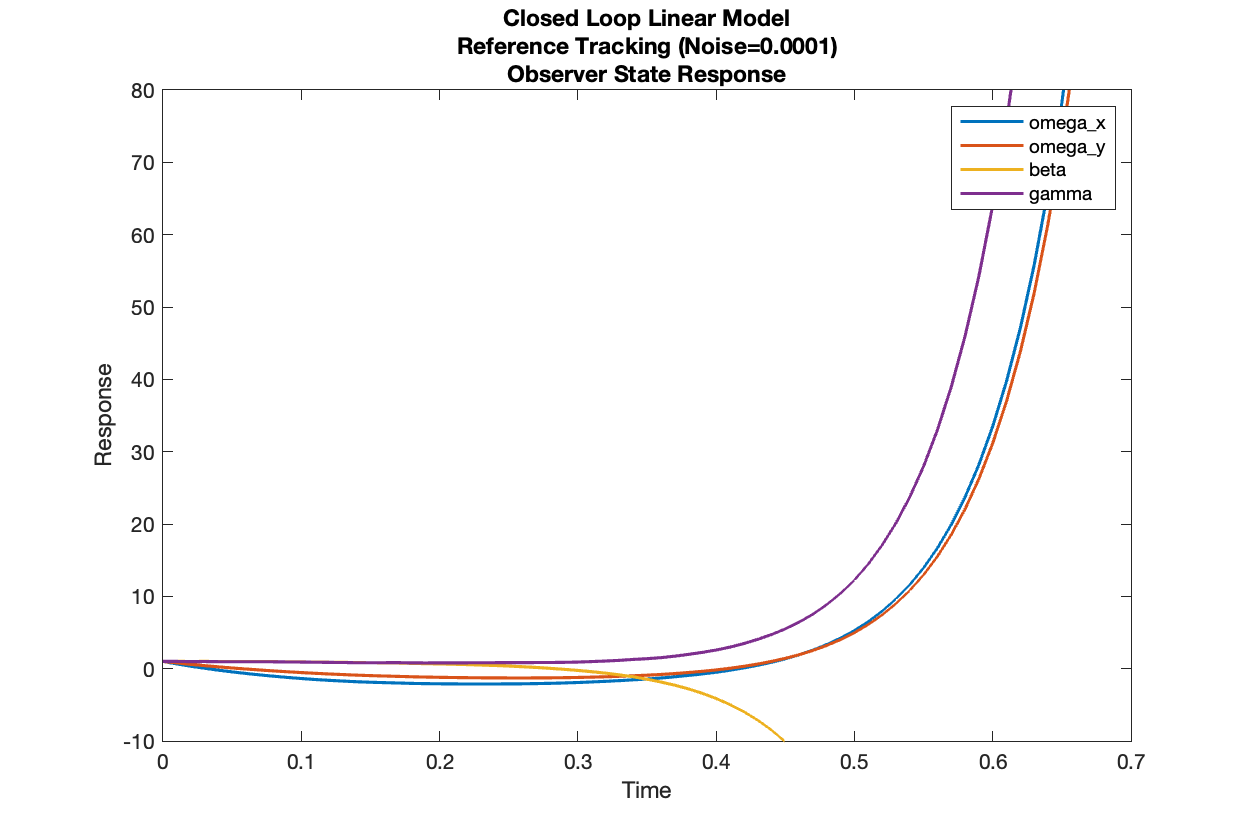 Closed Loop Linear Model
Reference Tracking (Noise=0.0001)
Observer State Response
80
70
60
50
40
30
20
10
0
-10
Response
omega_x
omega_y
beta
gamma
0 0.1 0.2 0.3 0.4 0.5 0.6 0.7
Time